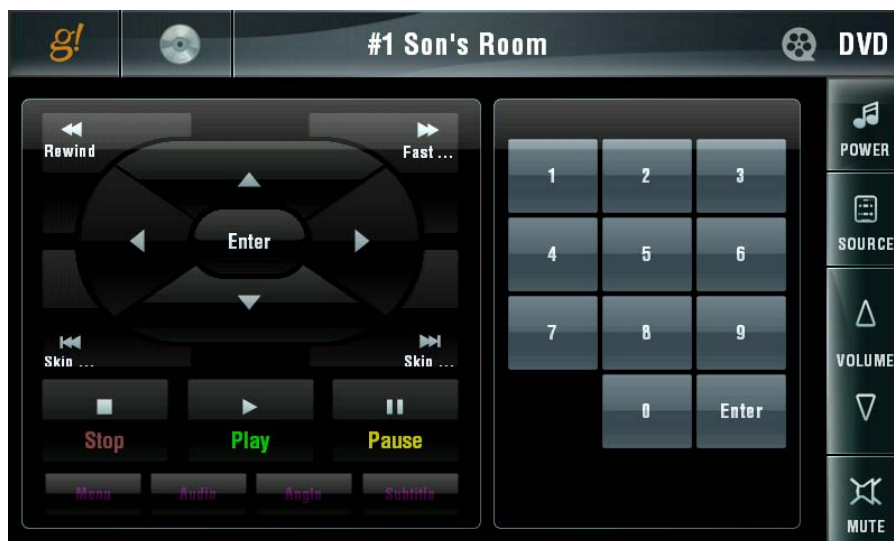 g! #1 Son's Room DVD
Rewind Fast ...
Enter
Skip ...
Skip ...
Stop Play Pause
Menu Audio Angle Subtitle
1 2 3
4 5 6
7 8 9
0 Enter
POWER
SOURCE
VOLUME
MUTE